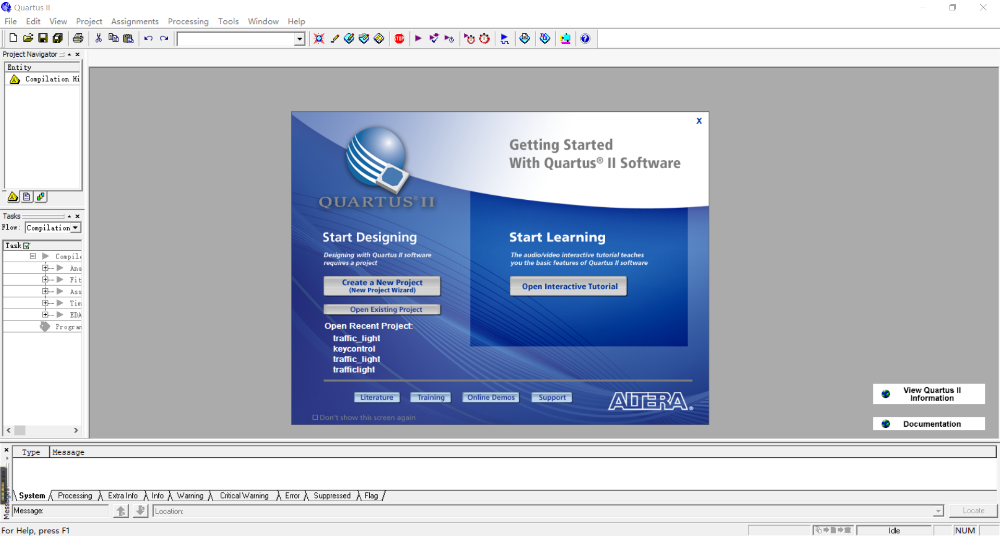 Quartus II
File Edit View Project Assignments Processing Tools Window Help
STOP
Project Navigator
Entity
Compilation Hi
Tasks
Flow: Compilation
Task
Compile
Ana
Fit
Ass
Tim
EDA
Program
x
Getting Started
With Quartus® II Software
QUARTUS® II
Start Designing
Designing with Quartus II software
requires a project
Create a New Project
(New Project Wizard)
Open Existing Project
Open Recent Project:
traffic_light
keycontrol
traffic_light
trafficlight
Start Learning
The audio/video interactive tutorial teaches
you the basic features of Quartus II software
Open Interactive Tutorial
Literature Training Online Demos Support
ALTERA®
Don't show this screen again
View Quartus II
Information
Documentation
Type Message
System Processing Extra Info Info Warning Critical Warning Error Suppressed Flag
Messages
Message: Location: Locate
For Help, press F1 Idle NUM